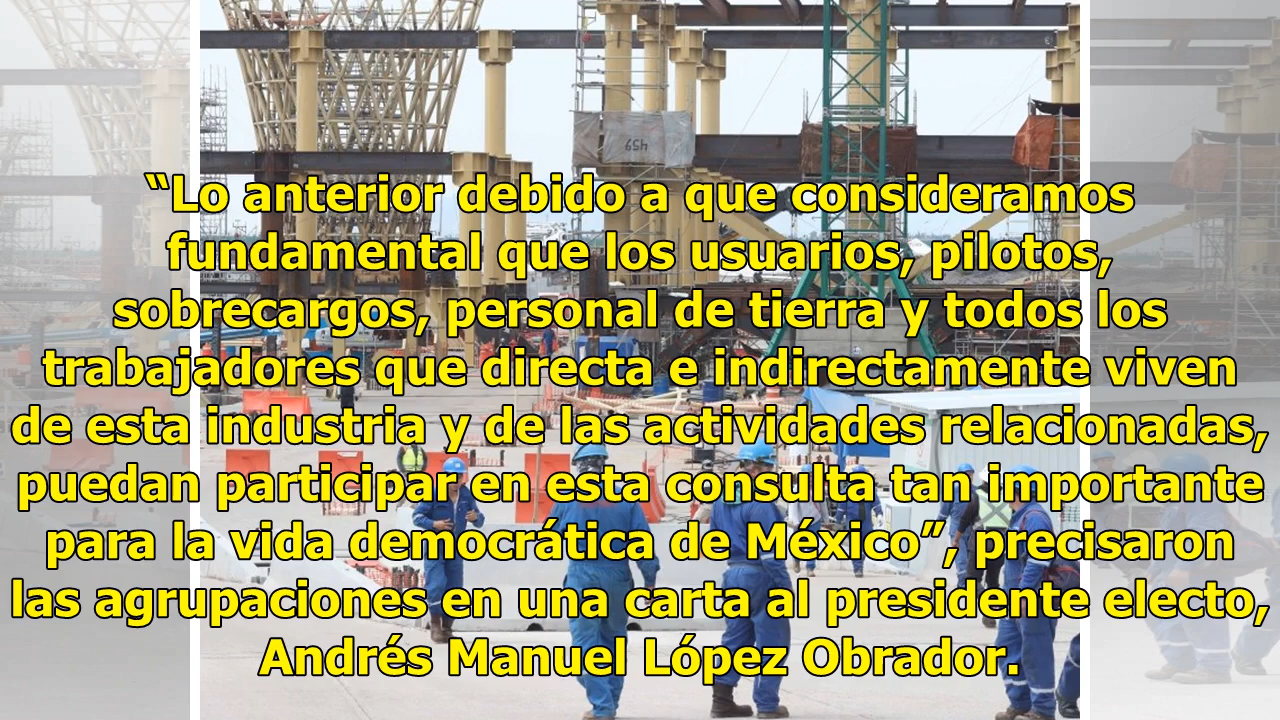 659
“Lo anterior debido a que consideramos
fundamental que los usuarios, pilotos,
sobrecargos, personal de tierra y todos los
trabajadores que directa e indirectamente viven
de esta industria y de las actividades relacionadas,
puedan participar en esta consulta tan importante
para la vida democrática de México”, precisaron
las agrupaciones en una carta al presidente electo,
Andrés Manuel López Obrador.